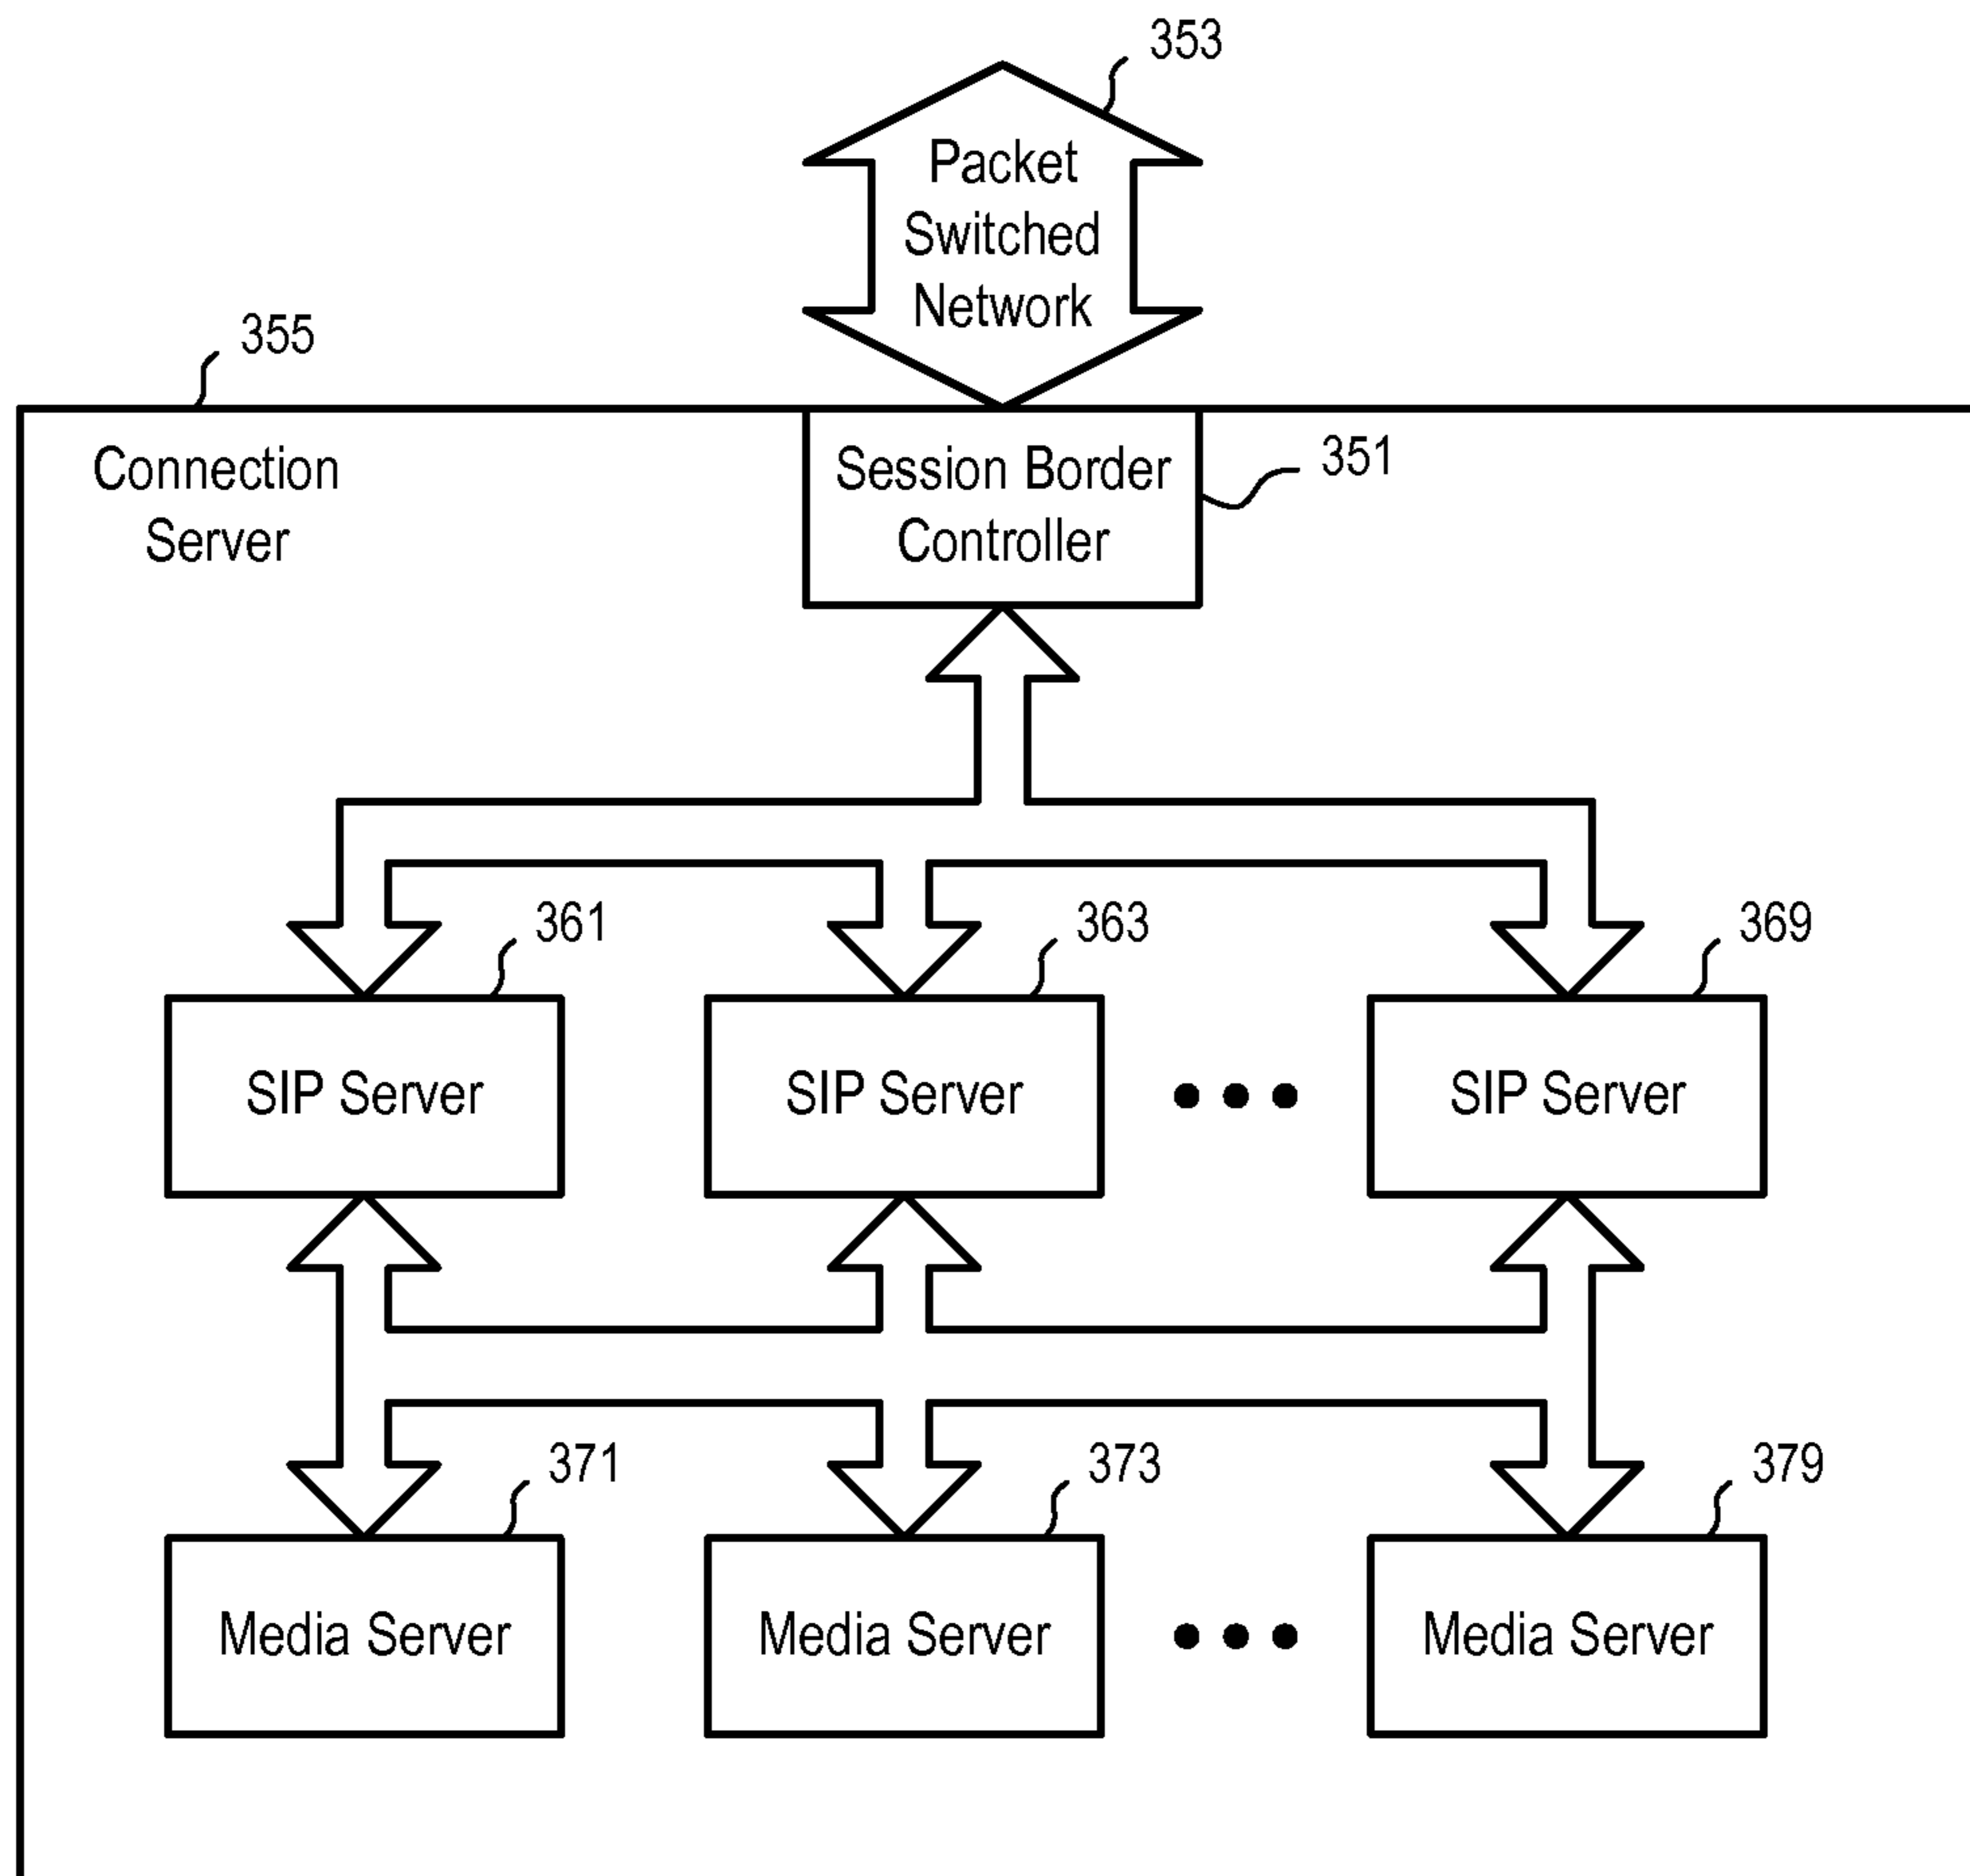 353
Packet
Switched
Network
355
Connection
Server
Session Border
Controller
351
361
363
369
SIP Server
SIP Server
SIP Server
371
373
379
Media Server
Media Server
Media Server